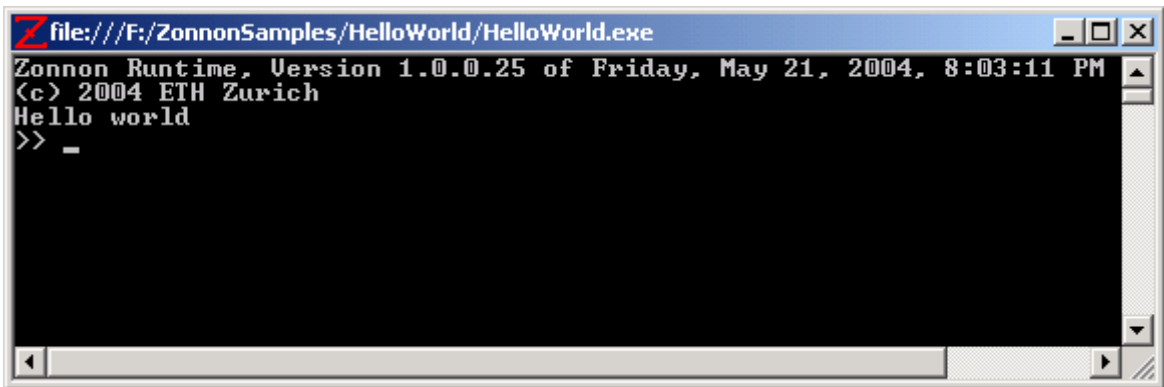 file:///F:/ZonnonSamples/HelloWorld/HelloWorld.exe
Zonnon Runtime, Version 1.0.0.25 of Friday, May 21, 2004, 8:03:11 PM
(c) 2004 ETH Zurich
Hello world
>> _